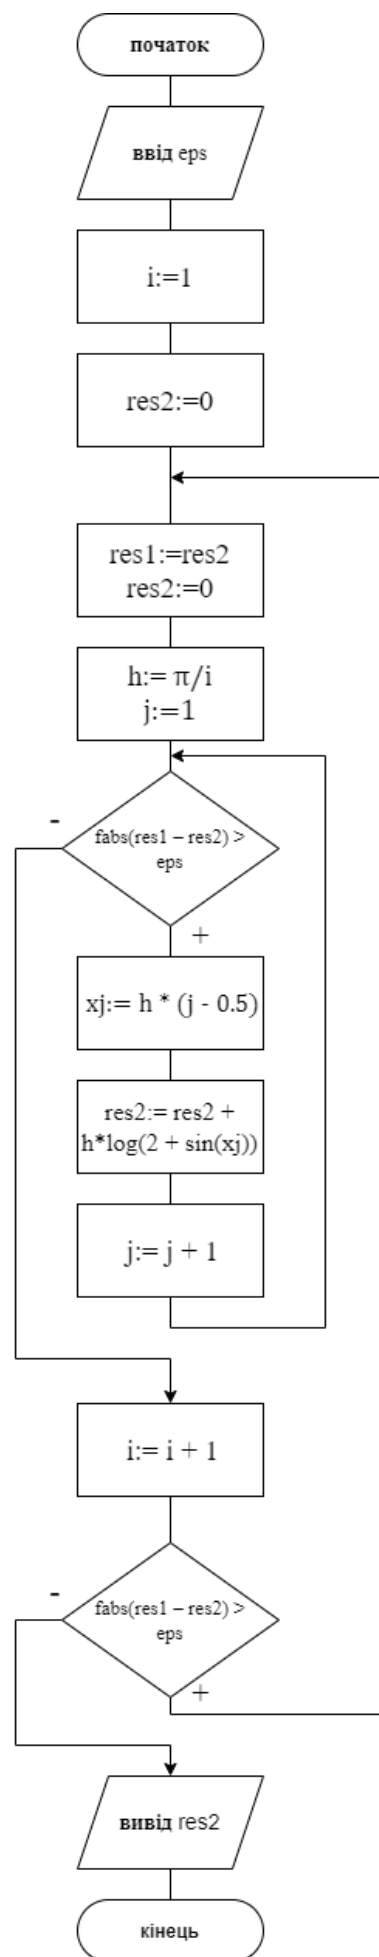 початок
ввід eps
i:=1
res2:=0
res1:=res2
res2:=0
h:= π/i
j:=1
-
fabs(res1 – res2) >
eps
+
xj:= h * (j - 0.5)
res2:= res2 +
h*log(2 + sin(xj))
j:= j + 1
i:= i + 1
-
fabs(res1 – res2) >
eps
+
вивід res2
кінець